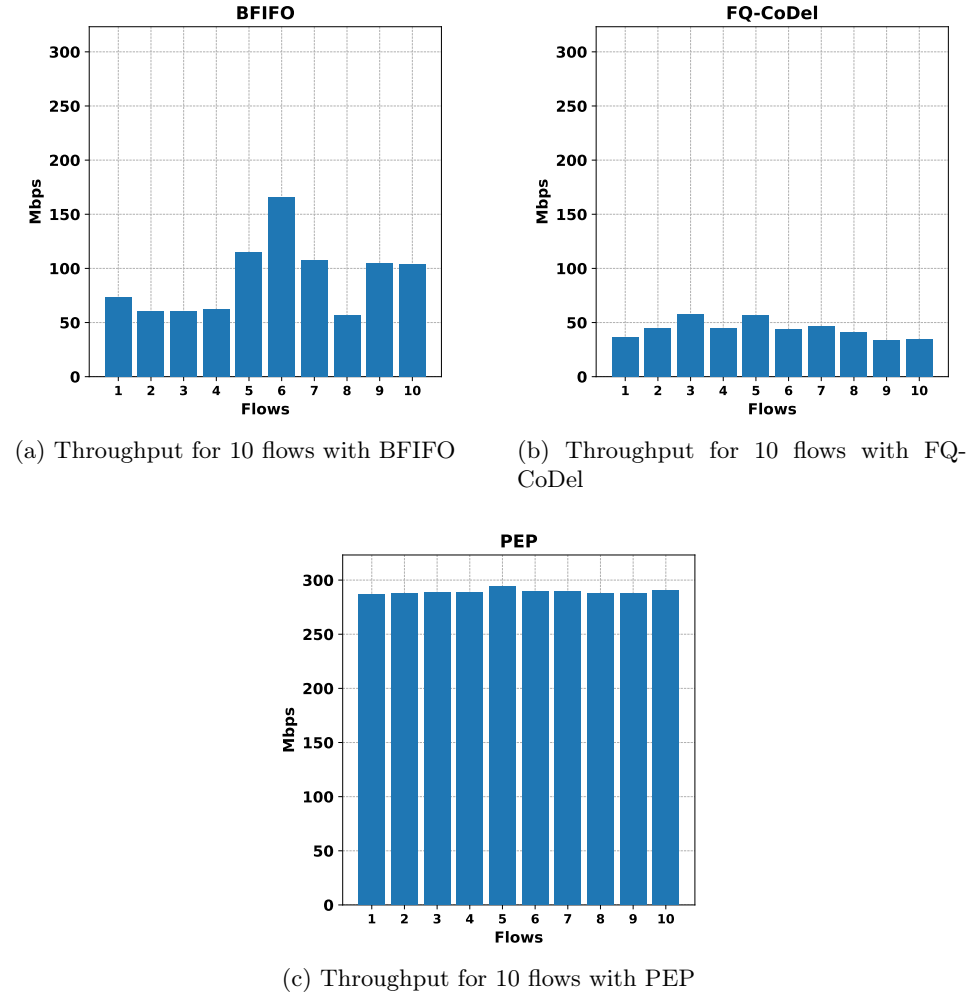 BFIFO
300
250
200
150
100
50
0
Mbps
1 2 3 4 5 6 7 8 9 10
Flows
(a) Throughput for 10 flows with BFIFO
FQ-CoDel
300
250
200
150
100
50
0
Mbps
1 2 3 4 5 6 7 8 9 10
Flows
(b) Throughput for 10 flows with FQ-
CoDel
PEP
300
250
200
150
100
50
0
Mbps
1 2 3 4 5 6 7 8 9 10
Flows
(c) Throughput for 10 flows with PEP